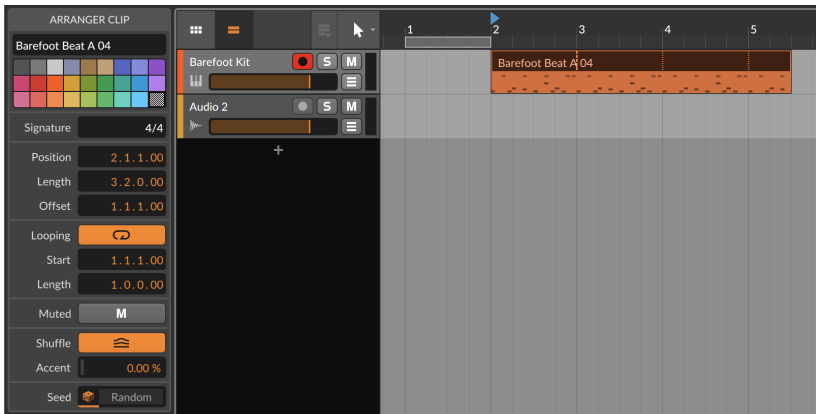 ARRANGER CLIP
Barefoot Beat A 04
Signature 4/4
Position 2.1.1.00
Length 3.2.0.00
Offset 1.1.1.00
Looping
Start 1.1.1.00
Length 1.0.0.00
Muted M
Shuffle
Accent 0.00 %
Seed Random
1 2 3 4 5
Barefoot Kit S M
Barefoot Beat A 04
Audio 2 S M
+